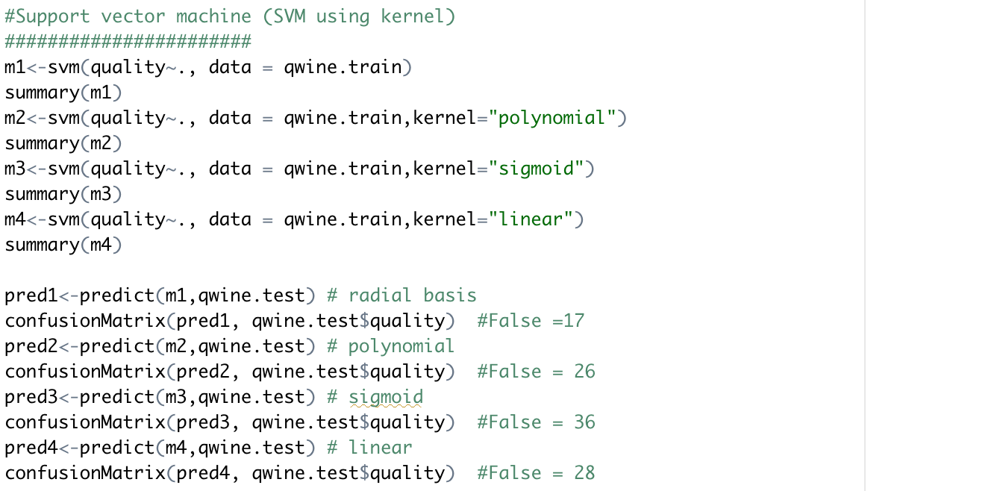 #Support vector machine (SVM using kernel)
#######################
m1<-svm(quality~., data = qwine.train)
summary(m1)
m2<-svm(quality~., data = qwine.train,kernel="polynomial")
summary(m2)
m3<-svm(quality~., data = qwine.train,kernel="sigmoid")
summary(m3)
m4<-svm(quality~., data = qwine.train,kernel="linear")
summary(m4)
pred1<-predict(m1,qwine.test) # radial basis
confusionMatrix(pred1, qwine.test$quality)  #False =17
pred2<-predict(m2,qwine.test) # polynomial
confusionMatrix(pred2, qwine.test$quality)  #False = 26
pred3<-predict(m3,qwine.test) # sigmoid
confusionMatrix(pred3, qwine.test$quality)  #False = 36
pred4<-predict(m4,qwine.test) # linear
confusionMatrix(pred4, qwine.test$quality)  #False = 28